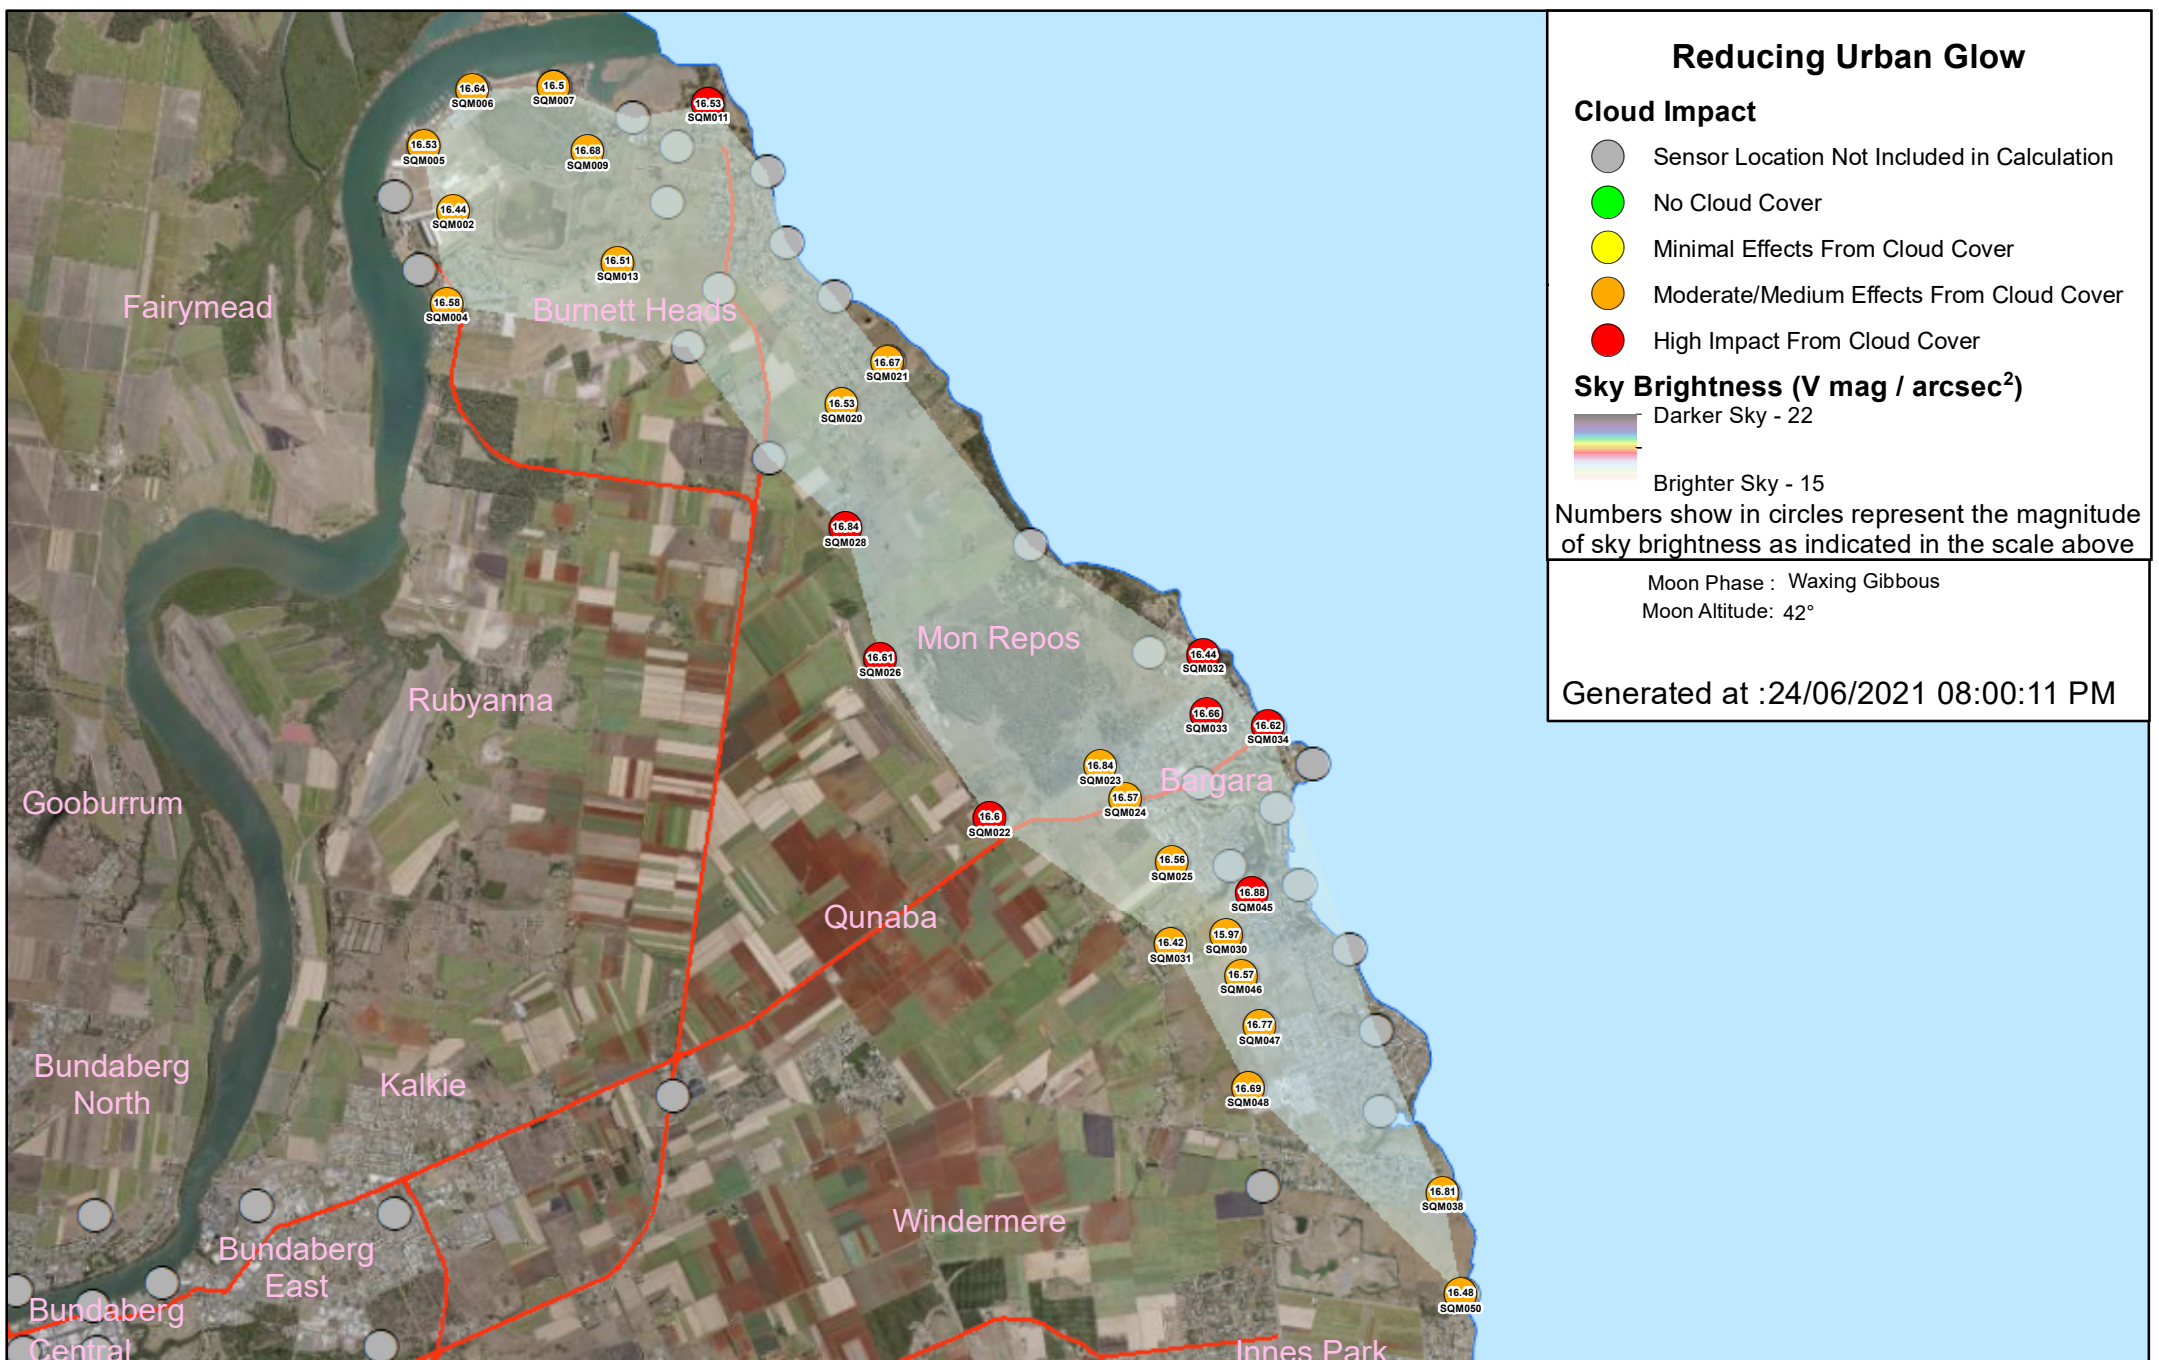 Reducing Urban Glow
Cloud Impact
Sensor Location Not Included in Calculation
No Cloud Cover
Minimal Effects From Cloud Cover
Moderate/Medium Effects From Cloud Cover
High Impact From Cloud Cover
Sky Brightness (V mag / arcsec²)
Darker Sky - 22
Brighter Sky - 15
Numbers show in circles represent the magnitude
of sky brightness as indicated in the scale above
Moon Phase : Waxing Gibbous
Moon Altitude: 42°
Generated at :24/06/2021 08:00:11 PM
16.64
SQM006
16.5
SQM007
16.53
SQM011
16.53
SQM005
16.68
SQM009
16.44
SQM002
16.51
SQM013
16.58
SQM004
Fairymead
Burnett Heads
16.67
SQM021
16.53
SQM020
16.84
SQM028
Mon Repos
16.61
SQM026
16.44
SQM032
Rubyanna
16.66
SQM033
16.62
SQM034
16.84
SQM023
Bargara
16.57
SQM024
Gooburrum
16.6
SQM022
16.56
SQM025
16.88
SQM045
Qunaba
16.42
SQM031
15.97
SQM030
16.57
SQM046
16.77
SQM047
Bundaberg
North
Kalkie
16.69
SQM048
16.81
SQM038
Windermere
Bundaberg
East
16.48
SQM050
Bundaberg
Central
Innes Park